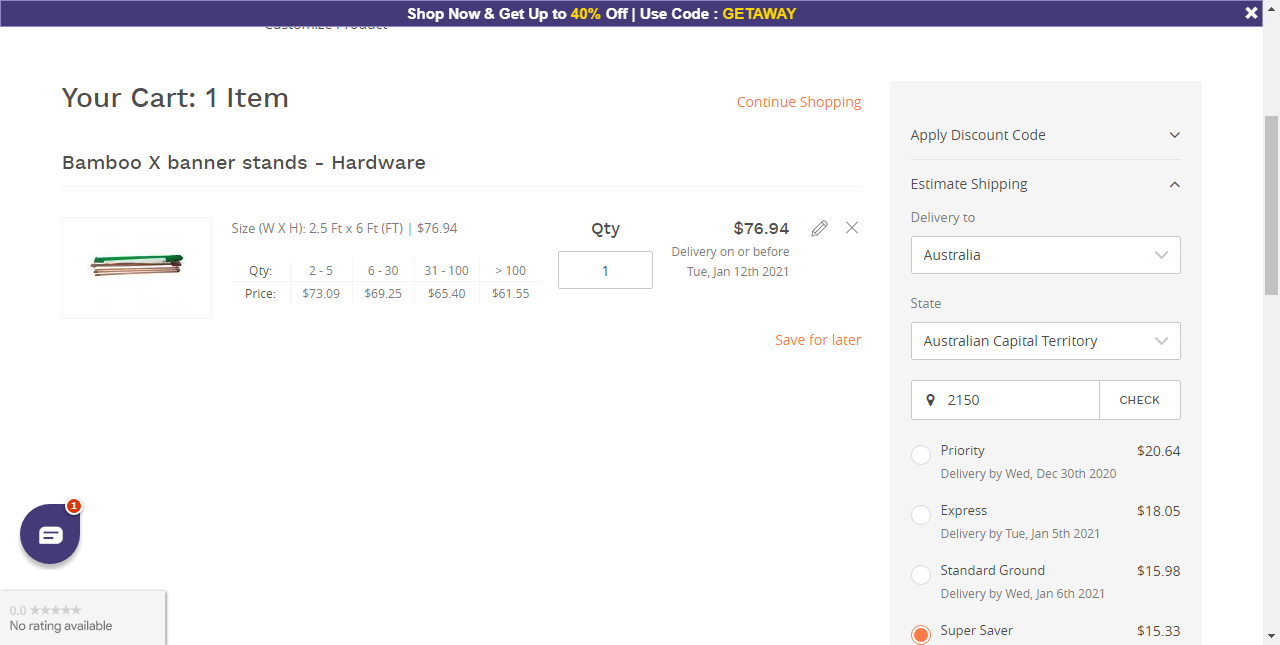 Shop Now & Get Up to 40% Off | Use Code : GETAWAY
Customize Product
Your Cart: 1 Item
Continue Shopping
Bamboo X banner stands - Hardware
Size (W X H): 2.5 Ft x 6 Ft (FT) | $76.94
Qty: 2 - 5 6 - 30 31 - 100 > 100
Price: $73.09 $69.25 $65.40 $61.55
Qty
1
$76.94
Delivery on or before
Tue, Jan 12th 2021
Save for later
Apply Discount Code
Estimate Shipping
Delivery to
Australia
State
Australian Capital Territory
2150 CHECK
Priority $20.64
Delivery by Wed, Dec 30th 2020
Express $18.05
Delivery by Tue, Jan 5th 2021
Standard Ground $15.98
Delivery by Wed, Jan 6th 2021
Super Saver $15.33
1
0.0 ★★★★★
No rating available